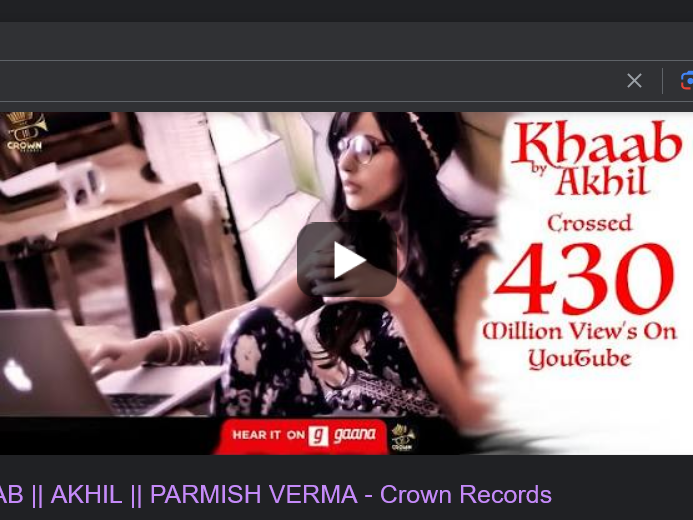 CROWN
Khaab
by Akhil
Crossed
430
Million View's On
YouTube
HEAR IT ON g gaana
CROWN
AB || AKHIL || PARMISH VERMA - Crown Records